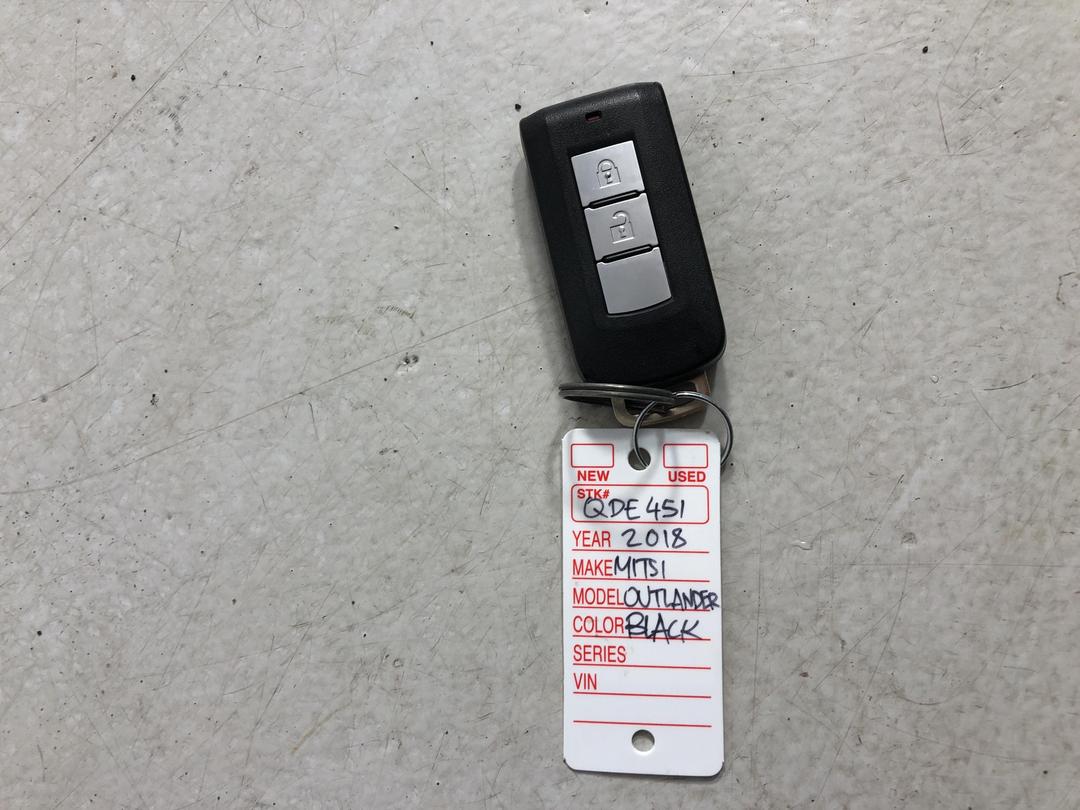 NEW USED
STK# QDE 451
YEAR 2018
MAKE MITSI
MODEL OUTLANDER
COLOR BLACK
SERIES
VIN